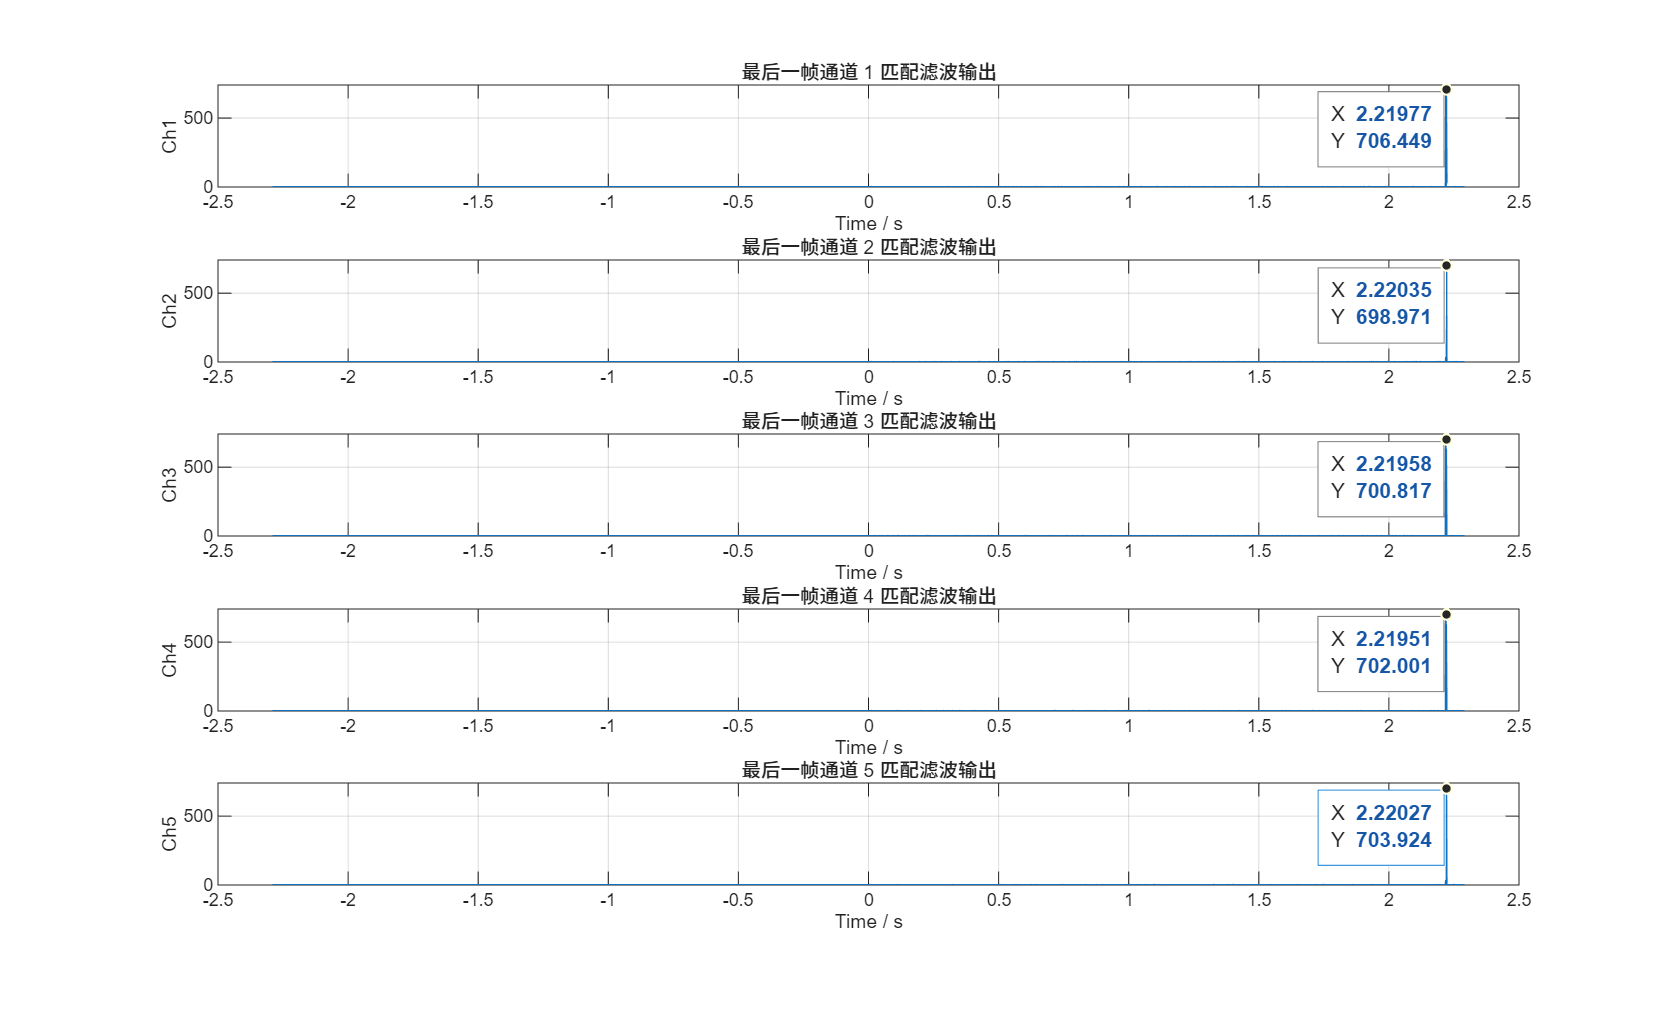 最后一帧通道 1 匹配滤波输出
Ch1
500
0
X 2.21977
Y 706.449
-2.5 -2 -1.5 -1 -0.5 0 0.5 1 1.5 2 2.5
Time / s
最后一帧通道 2 匹配滤波输出
Ch2
500
0
X 2.22035
Y 698.971
-2.5 -2 -1.5 -1 -0.5 0 0.5 1 1.5 2 2.5
Time / s
最后一帧通道 3 匹配滤波输出
Ch3
500
0
X 2.21958
Y 700.817
-2.5 -2 -1.5 -1 -0.5 0 0.5 1 1.5 2 2.5
Time / s
最后一帧通道 4 匹配滤波输出
Ch4
500
0
X 2.21951
Y 702.001
-2.5 -2 -1.5 -1 -0.5 0 0.5 1 1.5 2 2.5
Time / s
最后一帧通道 5 匹配滤波输出
Ch5
500
0
X 2.22027
Y 703.924
-2.5 -2 -1.5 -1 -0.5 0 0.5 1 1.5 2 2.5
Time / s